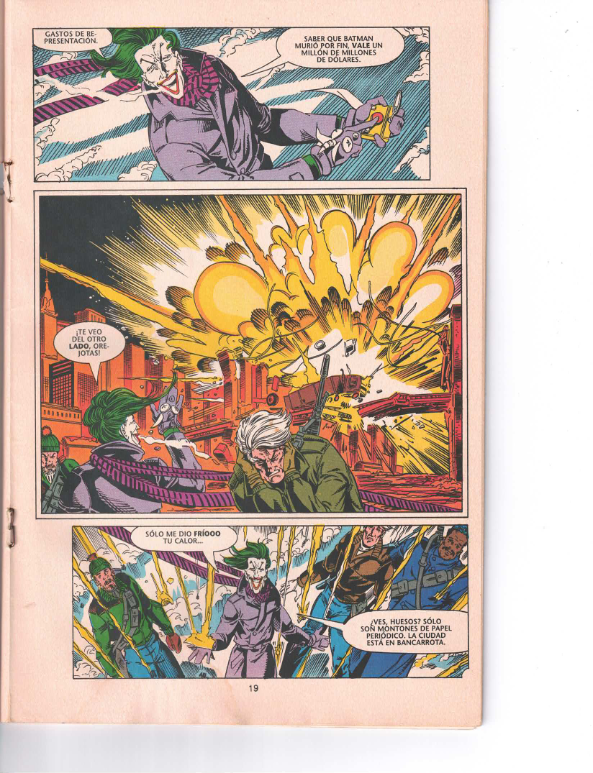 GASTOS DE RE-
PRESENTACIÓN.
SABER QUE BATMAN
MURIÓ POR FIN, VALE UN
MILLÓN DE MILLONES
DE DÓLARES.
¡TE VEO
DEL OTRO
LADO, ORE-
JOTAS!
SÓLO ME DIO FRÍOOO
TU CALOR...
¿VES, HUESOS? SÓLO
SON MONTONES DE PAPEL
PERIÓDICO. LA CIUDAD
ESTÁ EN BANCARROTA.
19